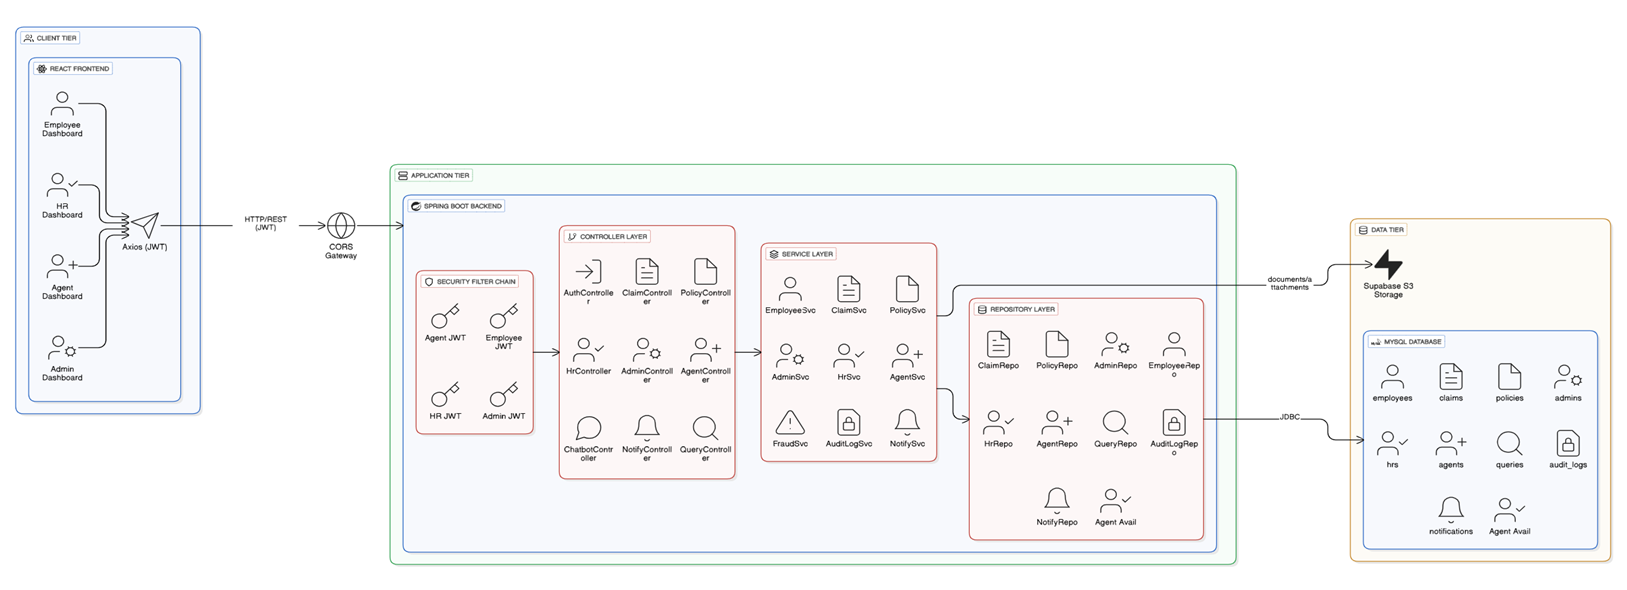 CLIENT TIER
REACT FRONTEND
Employee
Dashboard
HR
Dashboard
Agent
Dashboard
Admin
Dashboard
Axios (JWT)
HTTP/REST
(JWT)
CORS
Gateway
APPLICATION TIER
SPRING BOOT BACKEND
SECURITY FILTER CHAIN
Agent JWT
Employee
JWT
HR JWT
Admin JWT
CONTROLLER LAYER
AuthControlle
r
ClaimControll
er
PolicyControll
er
HrController
AdminControll
er
AgentControll
er
ChatbotContr
oller
NotifyControll
er
QueryControll
er
SERVICE LAYER
EmployeeSvc
ClaimSvc
PolicySvc
AdminSvc
HrSvc
AgentSvc
FraudSvc
AuditLogSvc
NotifySvc
REPOSITORY LAYER
ClaimRepo
PolicyRepo
AdminRepo
EmployeeRep
o
HrRepo
AgentRepo
QueryRepo
AuditLogRep
o
NotifyRepo
Agent Avail
documents/a
ttachments
JDBC
DATA TIER
Supabase S3
Storage
MYSQL DATABASE
employees
claims
policies
admins
hrs
agents
queries
audit_logs
notifications
Agent Avail